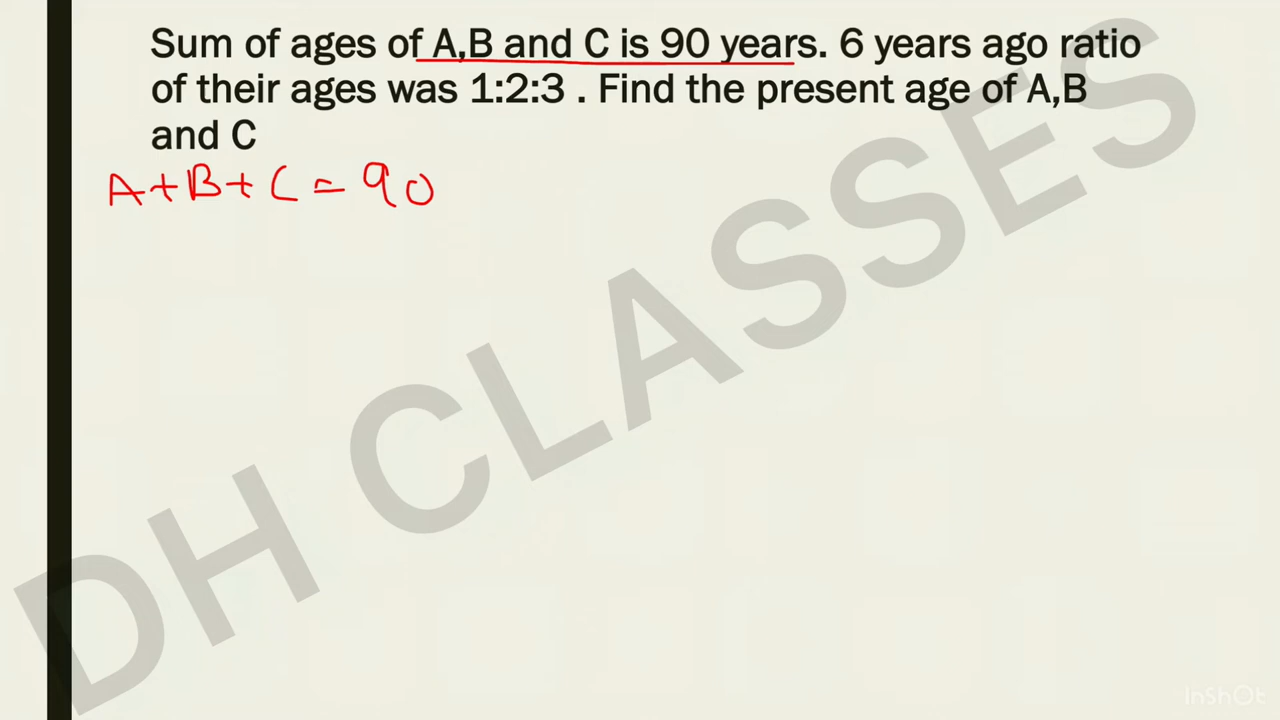 Sum of ages of A,B and C is 90 years. 6 years ago ratio
of their ages was 1:2:3 . Find the present age of A,B
and C
A+B+C=90
DH CLASSES
InShOt